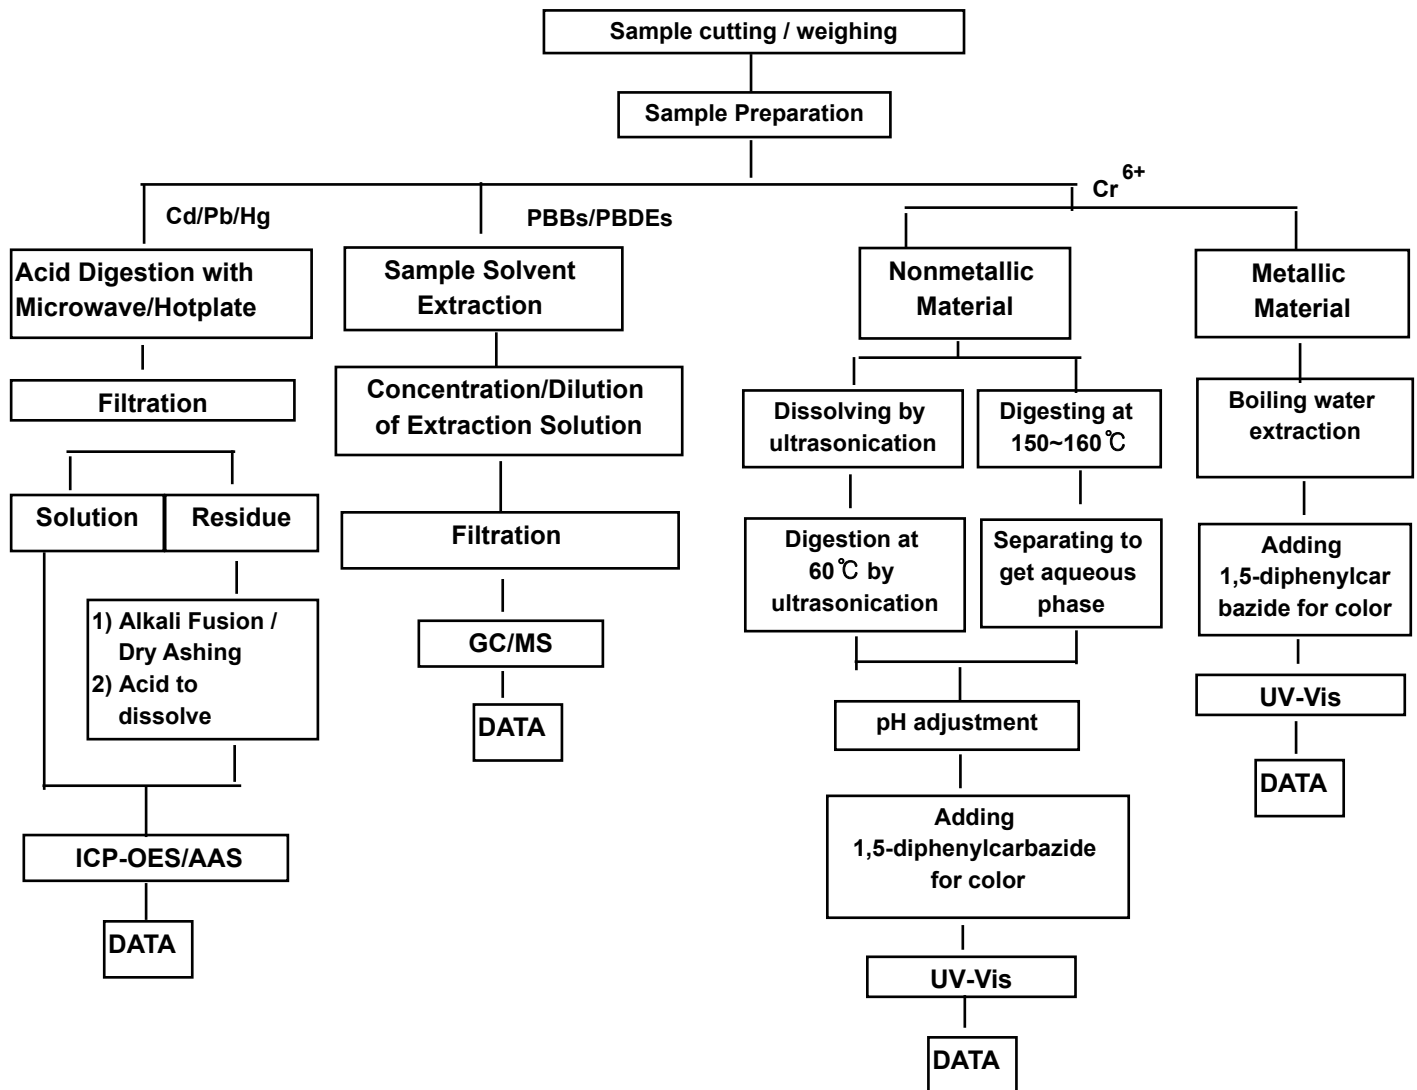 Sample cutting / weighing
Sample Preparation
Cd/Pb/Hg
PBBs/PBDEs
Cr 6+
Acid Digestion with
Microwave/Hotplate
Filtration
Solution
Residue
1) Alkali Fusion /
Dry Ashing
2) Acid to
dissolve
ICP-OES/AAS
DATA
Sample Solvent
Extraction
Concentration/Dilution
of Extraction Solution
Filtration
GC/MS
DATA
Nonmetallic
Material
Dissolving by
ultrasonication
Digestion at
60℃ by
ultrasonication
Digesting at
150~160℃
Separating to
get aqueous
phase
pH adjustment
Adding
1,5-diphenylcarbazide
for color
UV-Vis
DATA
Metallic
Material
Boiling water
extraction
Adding
1,5-diphenylcar
bazide for color
UV-Vis
DATA